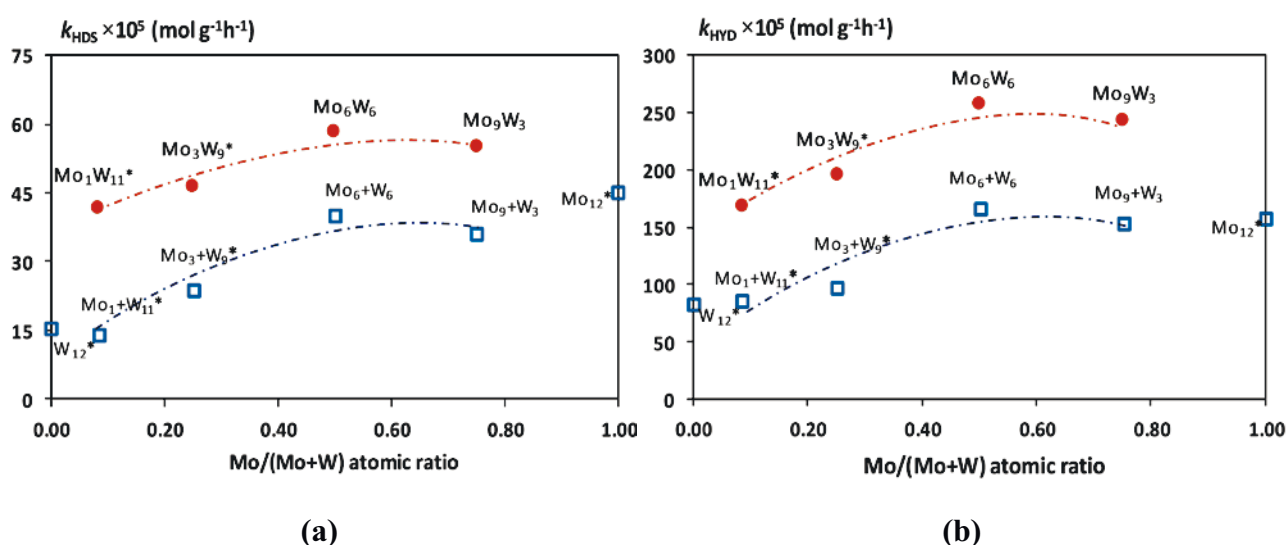 k_HDS ×10⁵ (mol g⁻¹h⁻¹)
75
60
45
30
15
0
Mo₁W₁₁*
Mo₃W₉*
Mo₆W₆
Mo₉W₃
Mo₁₂*
Mo₆+W₆
Mo₉+W₃
Mo₃+W₉*
Mo₁+W₁₁*
W₁₂*
0.00 0.20 0.40 0.60 0.80 1.00
Mo/(Mo+W) atomic ratio
(a)
k_HYD ×10⁵ (mol g⁻¹h⁻¹)
300
250
200
150
100
50
0
Mo₆W₆
Mo₉W₃
Mo₃W₉*
Mo₁W₁₁*
Mo₆+W₆
Mo₉+W₃
Mo₁₂*
Mo₃+W₉*
Mo₁+W₁₁*
W₁₂*
0.00 0.20 0.40 0.60 0.80 1.00
Mo/(Mo+W) atomic ratio
(b)